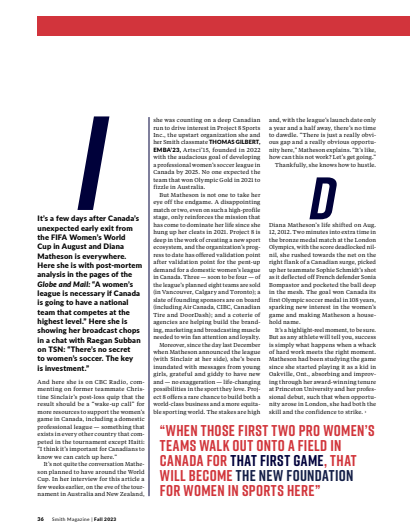 I
It's a few days after Canada's
unexpected early exit from
the FIFA Women's World
Cup in August and Diana
Matheson is everywhere.
Here she is with post-mortem
analysis in the pages of the
Globe and Mail: "A women's
league is necessary if Canada
is going to have a national
team that competes at the
highest level." Here she is
showing her broadcast chops
in a chat with Raegan Subban
on TSN: "There's no secret
to women's soccer. The key
is investment."
And here she is on CBC Radio, com-
menting on former teammate Chris-
tine Sinclair's post-loss quip that the
result should be a "wake-up call" for
more resources to support the women's
game in Canada, including a domestic
professional league — something that
exists in every other country that com-
peted in the tournament except Haiti:
"I think it's important for Canadians to
know we can catch up here."
It's not quite the conversation Mathe-
son planned to have around the World
Cup. In her interview for this article a
few weeks earlier, on the eve of the tour-
nament in Australia and New Zealand,
she was counting on a deep Canadian
run to drive interest in Project 8 Sports
Inc., the upstart organization she and
her Smith classmate THOMAS GILBERT,
EMBA'23, Artsci'15, founded in 2022
with the audacious goal of developing
a professional women's soccer league in
Canada by 2025. No one expected the
team that won Olympic Gold in 2021 to
fizzle in Australia.
But Matheson is not one to take her
eye off the endgame. A disappointing
match or two, even on such a high-profile
stage, only reinforces the mission that
has come to dominate her life since she
hung up her cleats in 2021. Project 8 is
deep in the work of creating a new sport
ecosystem, and the organization's prog-
ress to date has offered validation point
after validation point for the pent-up
demand for a domestic women's league
in Canada. Three — soon to be four — of
the league's planned eight teams are sold
(in Vancouver, Calgary and Toronto); a
slate of founding sponsors are on board
(including Air Canada, CIBC, Canadian
Tire and DoorDash); and a coterie of
agencies are helping build the brand-
ing, marketing and broadcasting muscle
needed to win fan attention and loyalty.
Moreover, since the day last December
when Matheson announced the league
(with Sinclair at her side), she's been
inundated with messages from young
girls, grateful and giddy to have new
and — no exaggeration — life-changing
possibilities in the sport they love. Proj-
ect 8 offers a rare chance to build both a
world-class business and a more equita-
ble sporting world. The stakes are high
and, with the league's launch date only
a year and a half away, there's no time
to dawdle. "There is just a really obvi-
ous gap and a really obvious opportu-
nity here," Matheson explains. "It's like,
how can this not work? Let's get going."
Thankfully, she knows how to hustle.
D
Diana Matheson's life shifted on Aug.
12, 2012. Two minutes into extra time in
the bronze medal match at the London
Olympics, with the score deadlocked nil-
nil, she rushed towards the net on the
right flank of a Canadian surge, picked
up her teammate Sophie Schmidt's shot
as it deflected off French defender Sonia
Bompastor and pocketed the ball deep
in the mesh. The goal won Canada its
first Olympic soccer medal in 108 years,
sparking new interest in the women's
game and making Matheson a house-
hold name.
It's a highlight-reel moment, to be sure.
But as any athlete will tell you, success
is simply what happens when a whack
of hard work meets the right moment.
Matheson had been studying the game
since she started playing it as a kid in
Oakville, Ont., absorbing and improv-
ing through her award-winning tenure
at Princeton University and her profes-
sional debut, such that when opportu-
nity arose in London, she had both the
skill and the confidence to strike.
"WHEN THOSE FIRST TWO PRO WOMEN'S
TEAMS WALK OUT ONTO A FIELD IN
CANADA FOR THAT FIRST GAME, THAT
WILL BECOME THE NEW FOUNDATION
FOR WOMEN IN SPORTS HERE"
36 Smith Magazine | Fall 2023